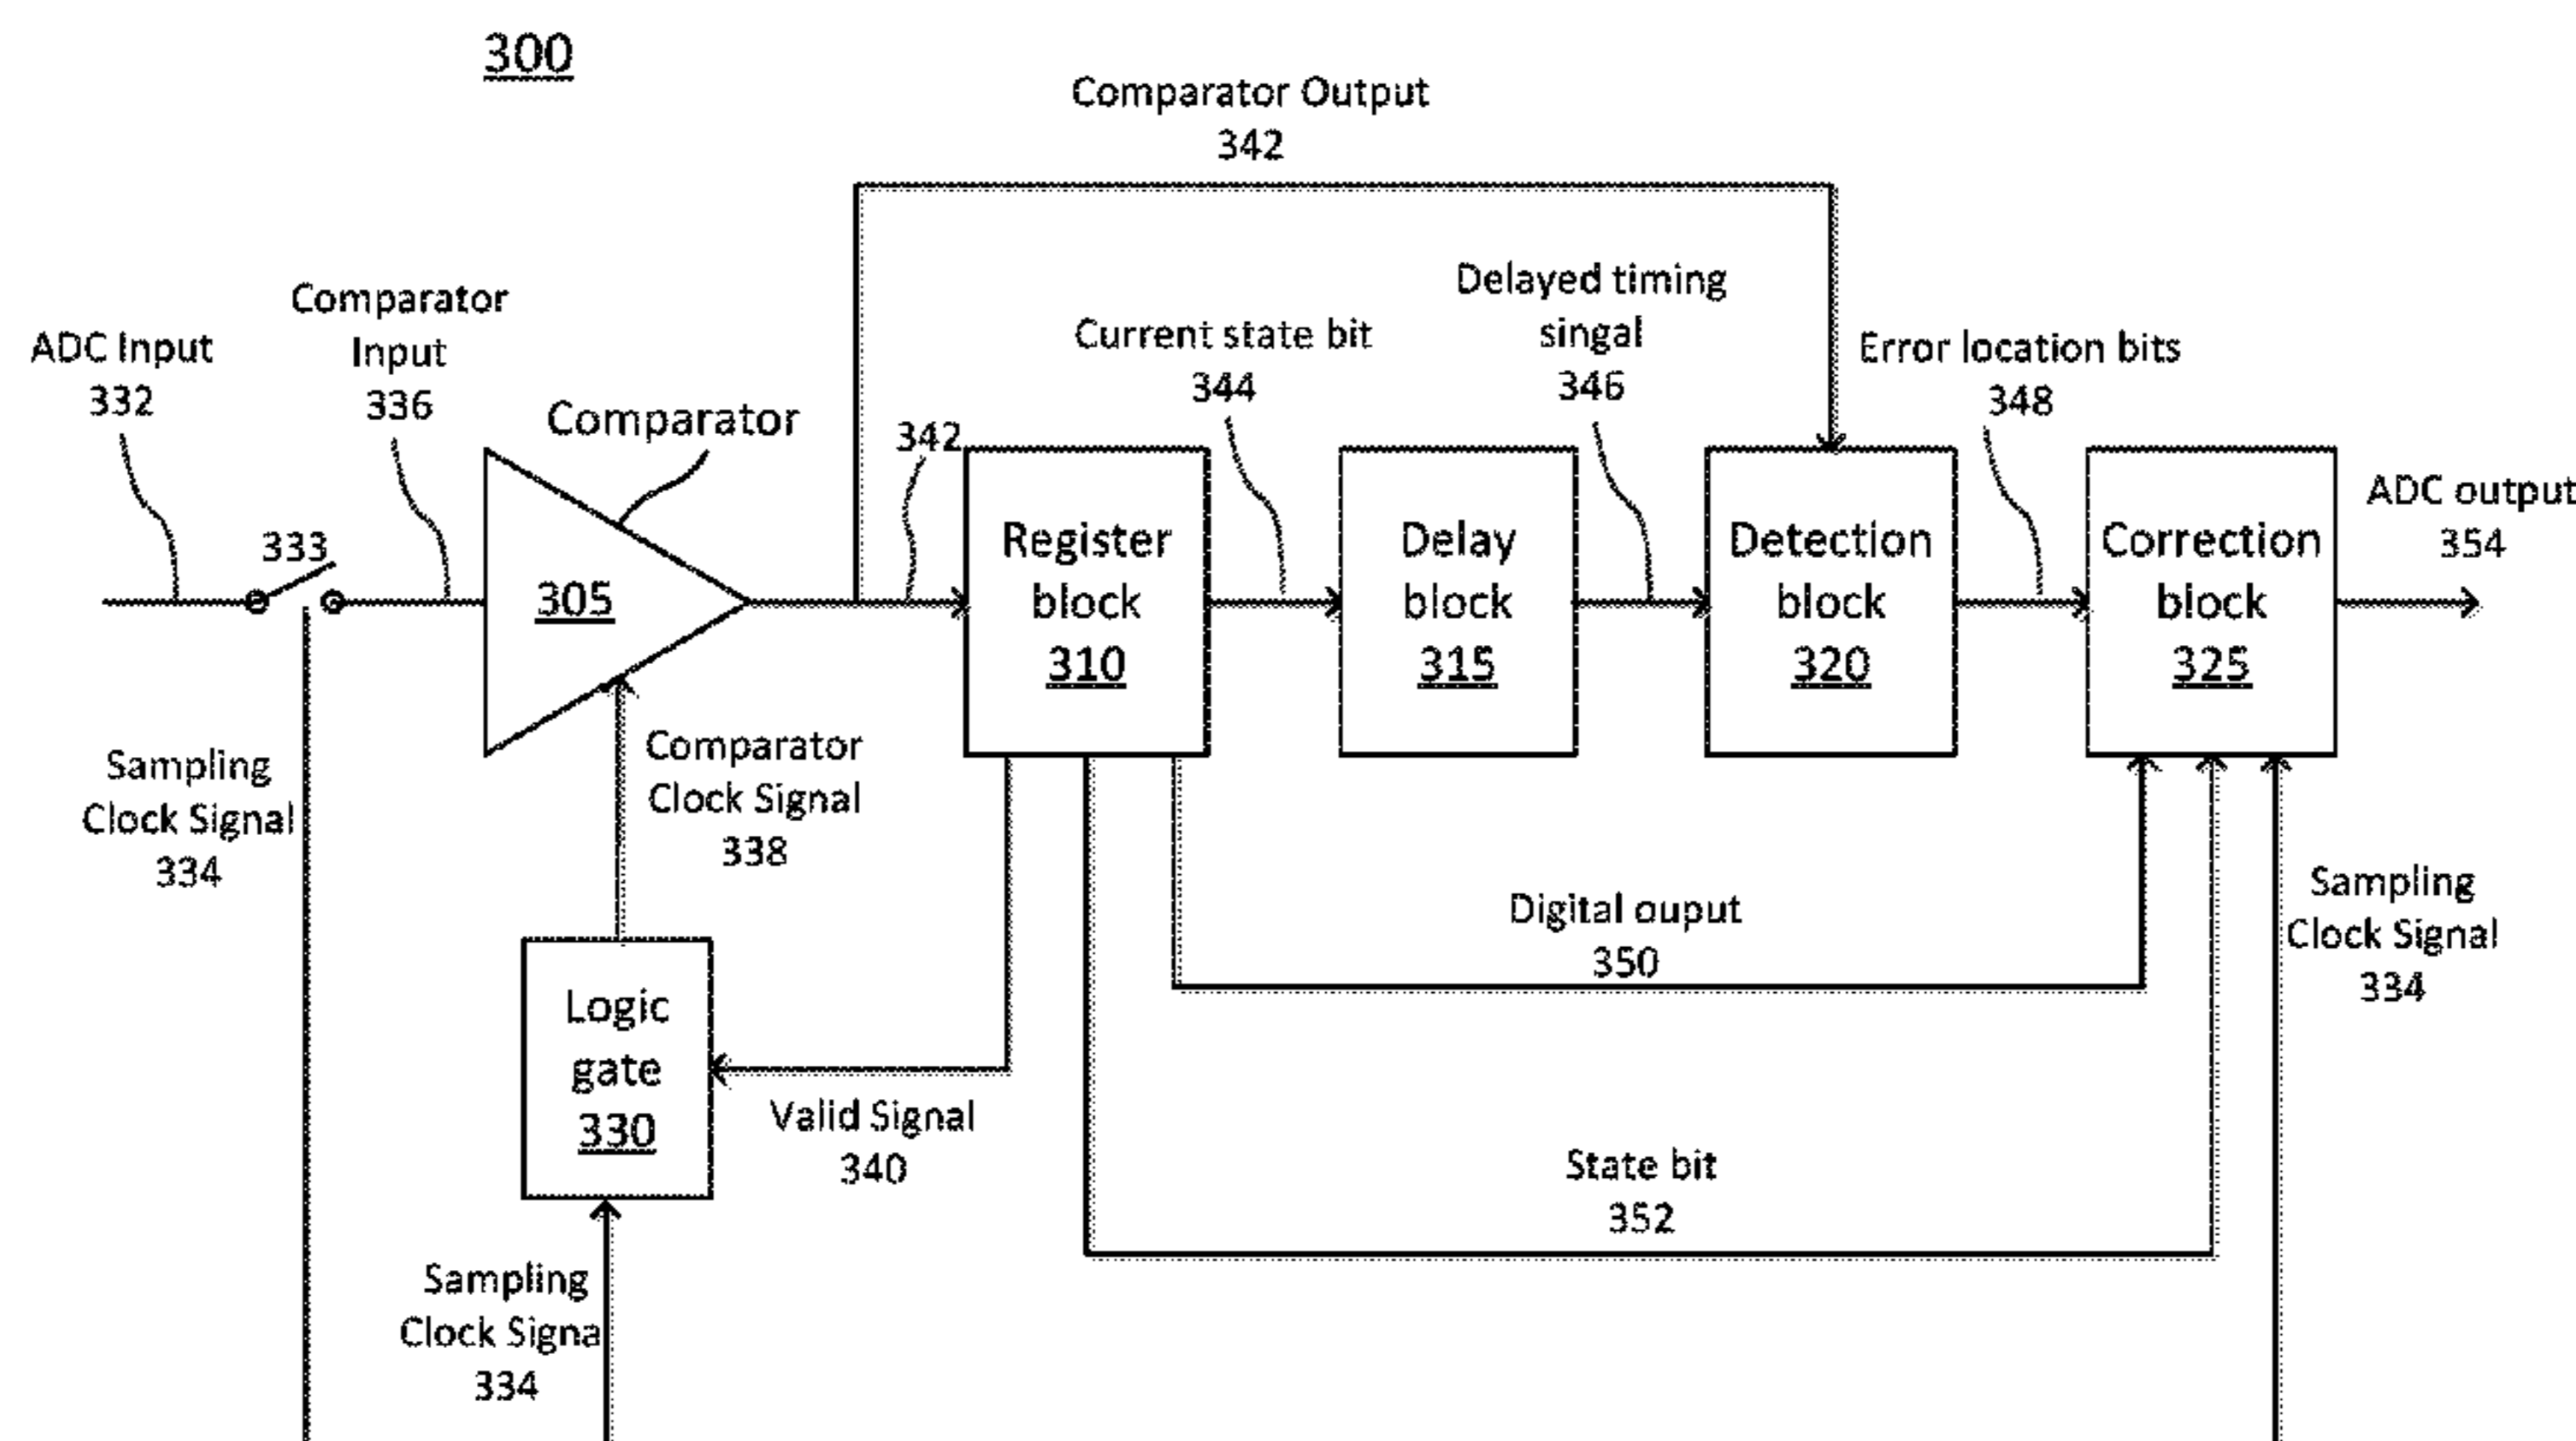 300
Comparator Output
342
ADC Input
332
Comparator
Input
336
Comparator
342
Current state bit
344
Delayed timing
singal
346
Error location bits
348
333
305
Register
block
310
Delay
block
315
Detection
block
320
Correction
block
325
ADC output
354
Sampling
Clock Signal
334
Comparator
Clock Signal
338
Logic
gate
330
Valid Signal
340
Digital ouput
350
Sampling
Clock Signal
334
State bit
352
Sampling
Clock Signa
334